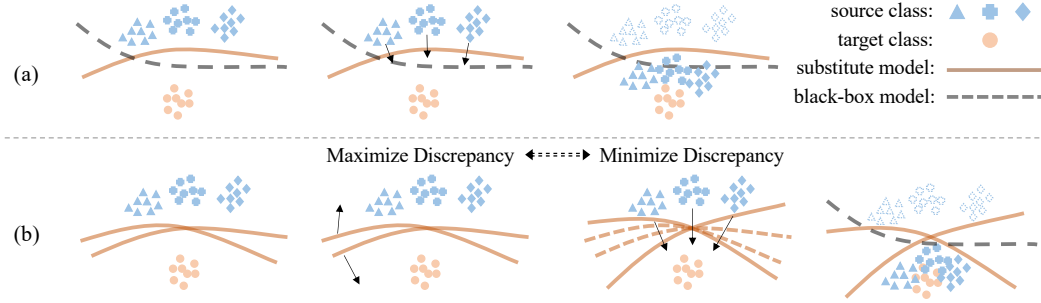 source class:
target class:
substitute model:
black-box model:
(a)
Maximize Discrepancy
Minimize Discrepancy
(b)